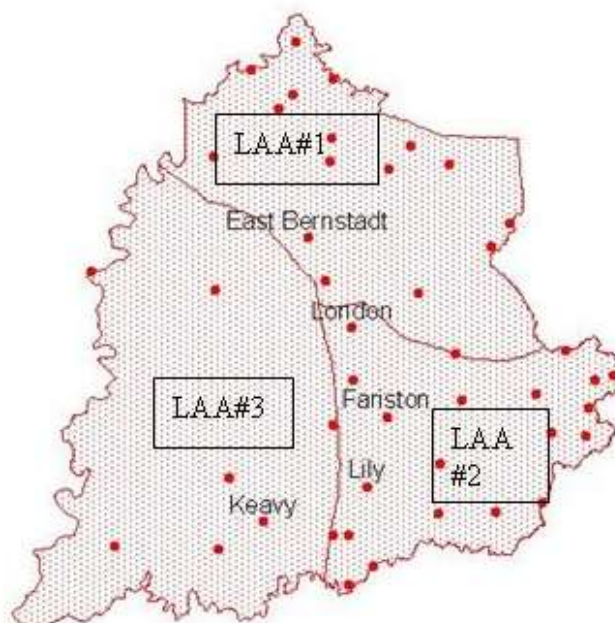 LAA#1
East Bernstadt
London
LAA#3
Fariston
LAA
#2
Lily
Keavy